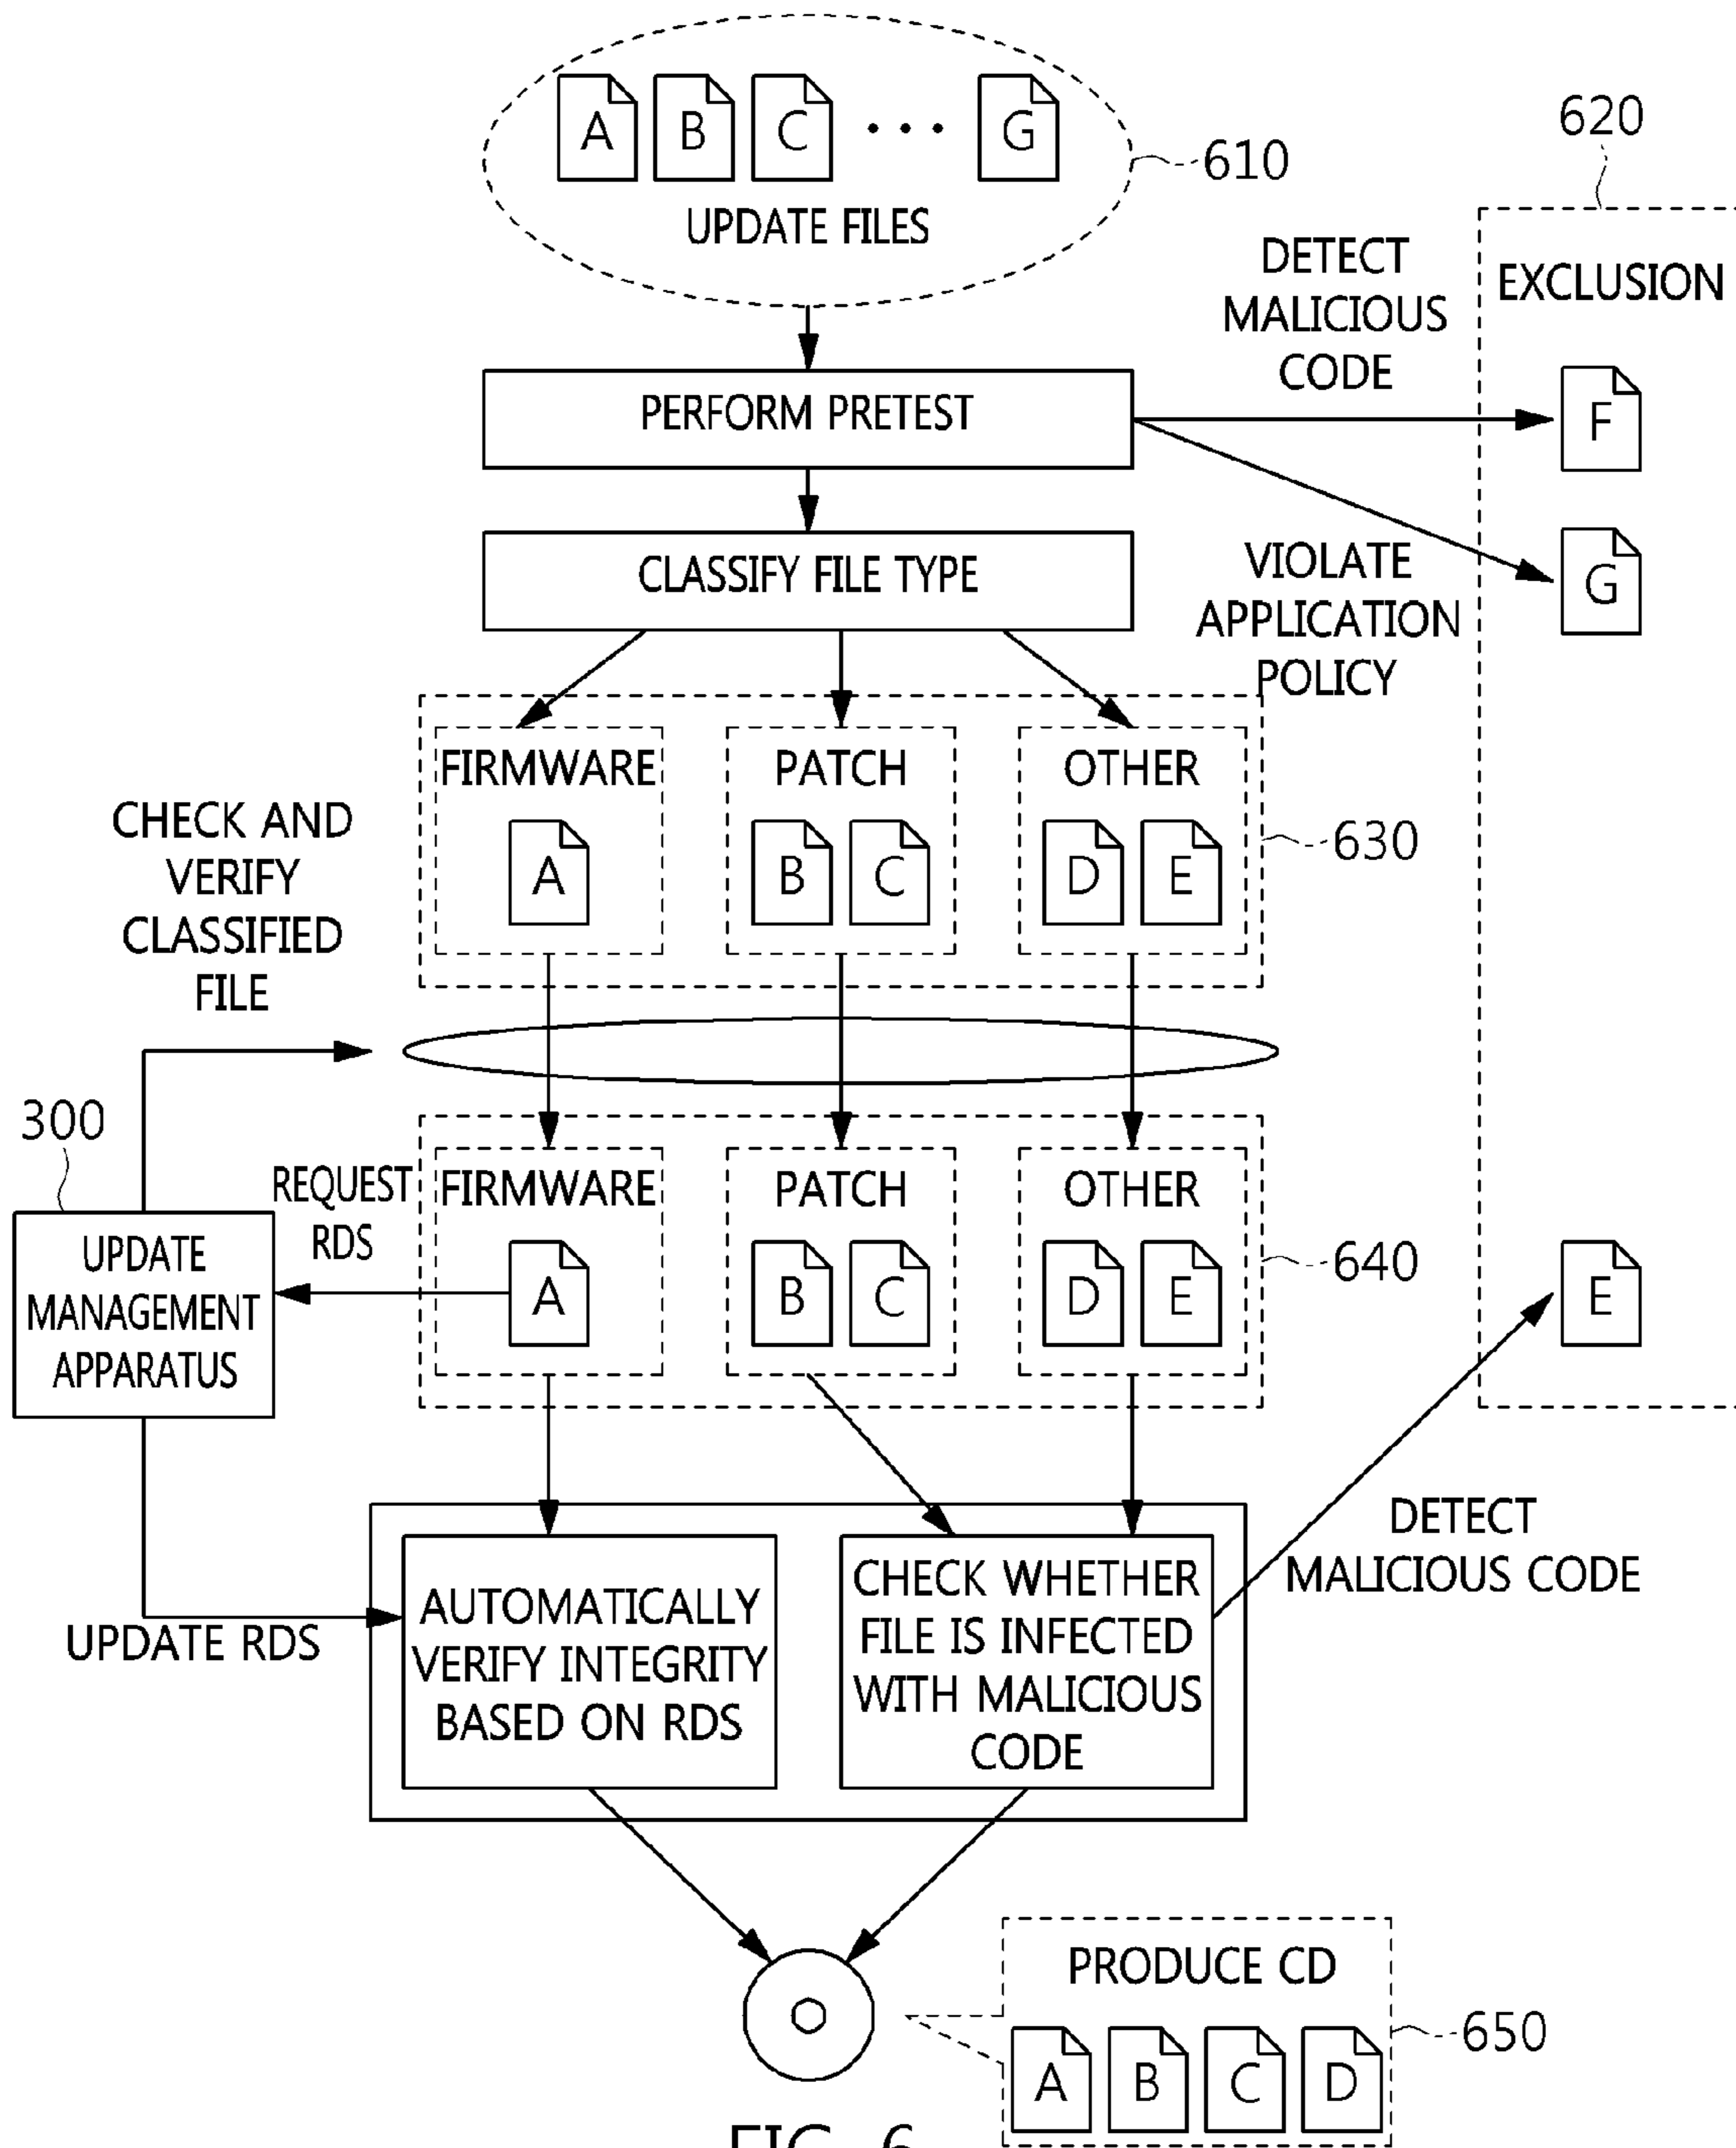 A B C G
UPDATE FILES
610
620
EXCLUSION
DETECT
MALICIOUS
CODE
F
PERFORM PRETEST
G
VIOLATE
APPLICATION
POLICY
CLASSIFY FILE TYPE
FIRMWARE
A
PATCH
B C
OTHER
D E
630
CHECK AND
VERIFY
CLASSIFIED
FILE
300
UPDATE
MANAGEMENT
APPARATUS
REQUEST
RDS
FIRMWARE
A
PATCH
B C
OTHER
D E
640
E
DETECT
MALICIOUS CODE
UPDATE RDS
AUTOMATICALLY
VERIFY INTEGRITY
BASED ON RDS
CHECK WHETHER
FILE IS INFECTED
WITH MALICIOUS
CODE
PRODUCE CD
A B C D
650
FIG. 6